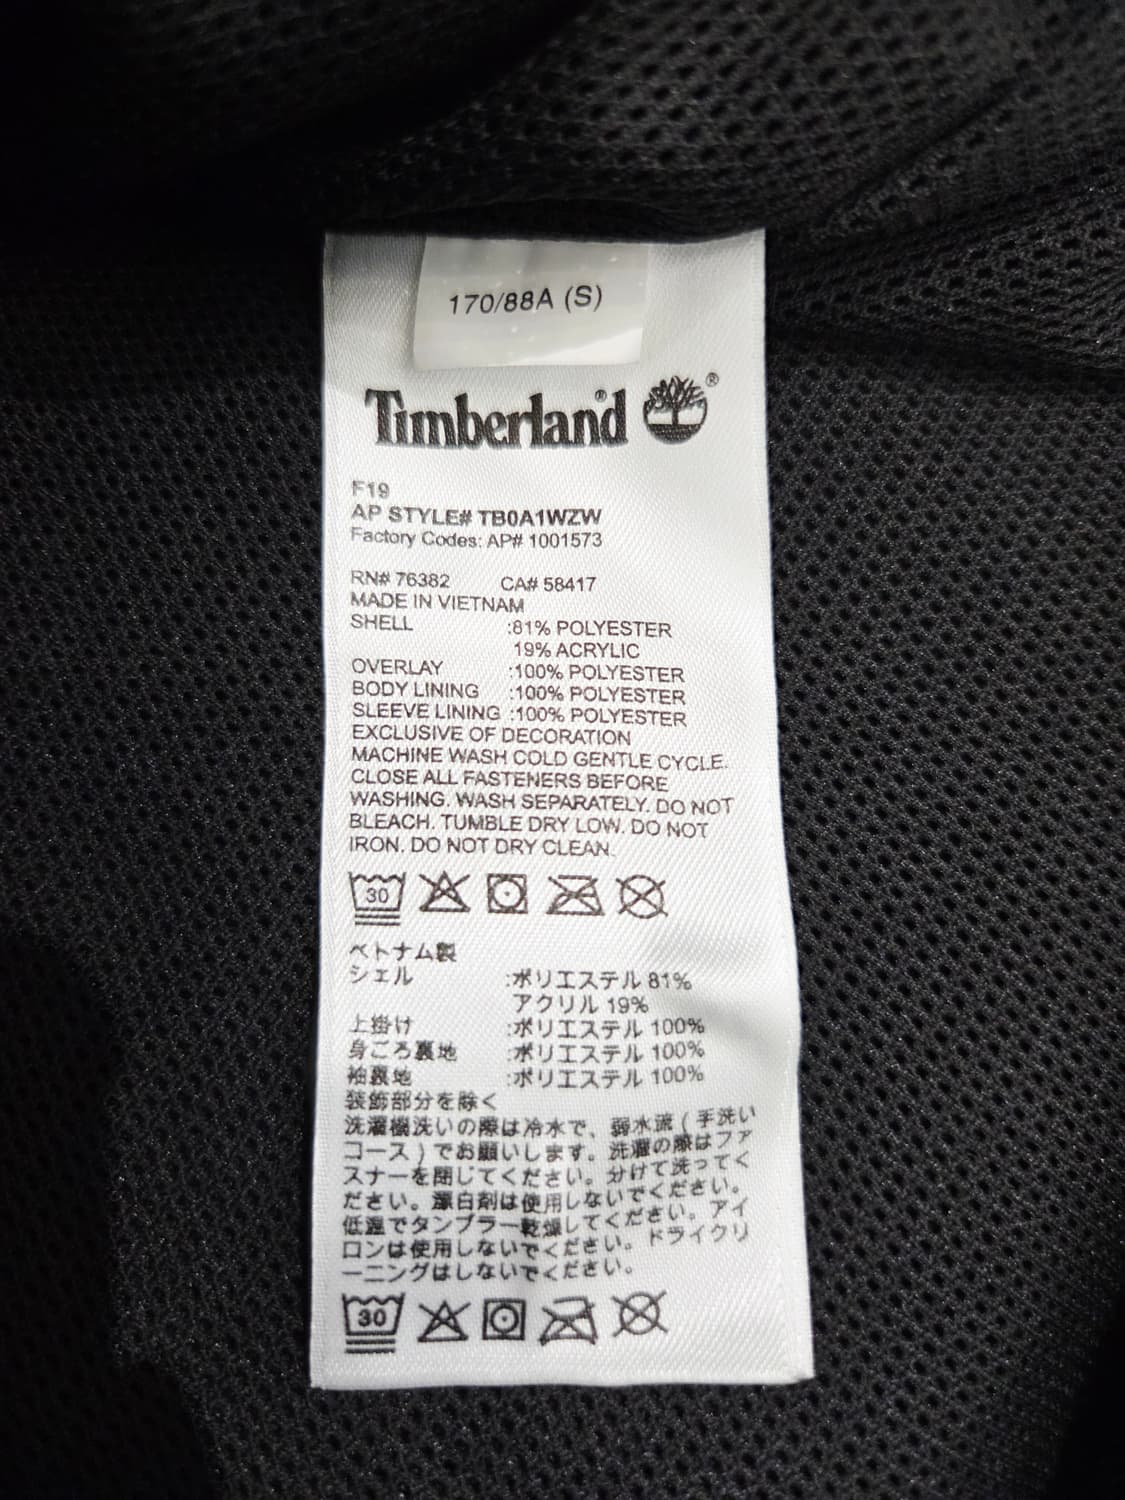 170/88A (S)
Timberland® ®
F19
AP STYLE# TB0A1WZW
Factory Codes: AP# 1001573
RN# 76382 CA# 58417
MADE IN VIETNAM
SHELL :81% POLYESTER
19% ACRYLIC
OVERLAY :100% POLYESTER
BODY LINING :100% POLYESTER
SLEEVE LINING :100% POLYESTER
EXCLUSIVE OF DECORATION
MACHINE WASH COLD GENTLE CYCLE.
CLOSE ALL FASTENERS BEFORE
WASHING. WASH SEPARATELY. DO NOT
BLEACH. TUMBLE DRY LOW. DO NOT
IRON. DO NOT DRY CLEAN.
30
ベトナム製
シェル :ポリエステル 81%
アクリル 19%
上掛け :ポリエステル 100%
身ごろ裏地 :ポリエステル 100%
袖裏地 :ポリエステル 100%
装飾部分を除く
洗濯機洗いの際は冷水で、弱水流 ( 手洗い
コース ) でお願いします。洗濯の際はファ
スナーを閉じてください。分けて洗ってく
ださい。漂白剤は使用しないでください。
低温でタンブラー乾燥してください。アイ
ロンは使用しないでください。ドライクリ
ーニングはしないでください。
30